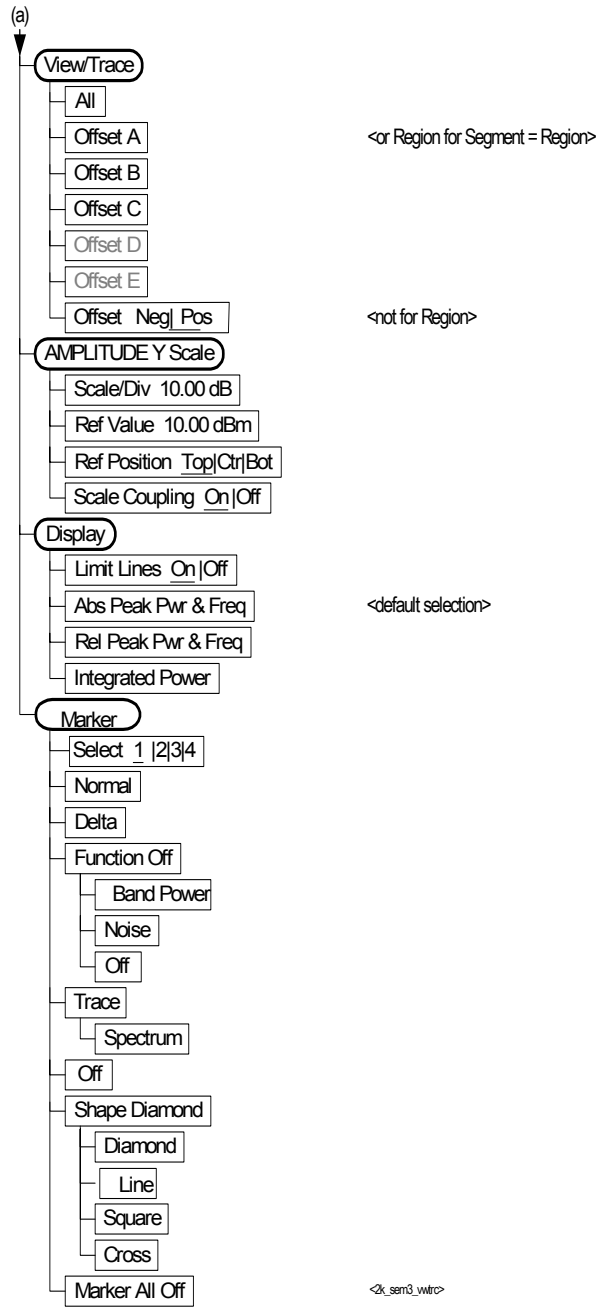 (a)
View/Trace
All
Offset A <or Region for Segment = Region>
Offset B
Offset C
Offset D
Offset E
Offset Neg| Pos <not for Region>
AMPLITUDE Y Scale
Scale/Div 10.00 dB
Ref Value 10.00 dBm
Ref Position Top|Ctr|Bot
Scale Coupling On |Off
Display
Limit Lines On |Off
Abs Peak Pwr & Freq <default selection>
Rel Peak Pwr & Freq
Integrated Power
Marker
Select 1 |2|3|4
Normal
Delta
Function Off
Band Power
Noise
Off
Trace
Spectrum
Off
Shape Diamond
Diamond
Line
Square
Cross
Marker All Off <2k_sem3_vwtrc>